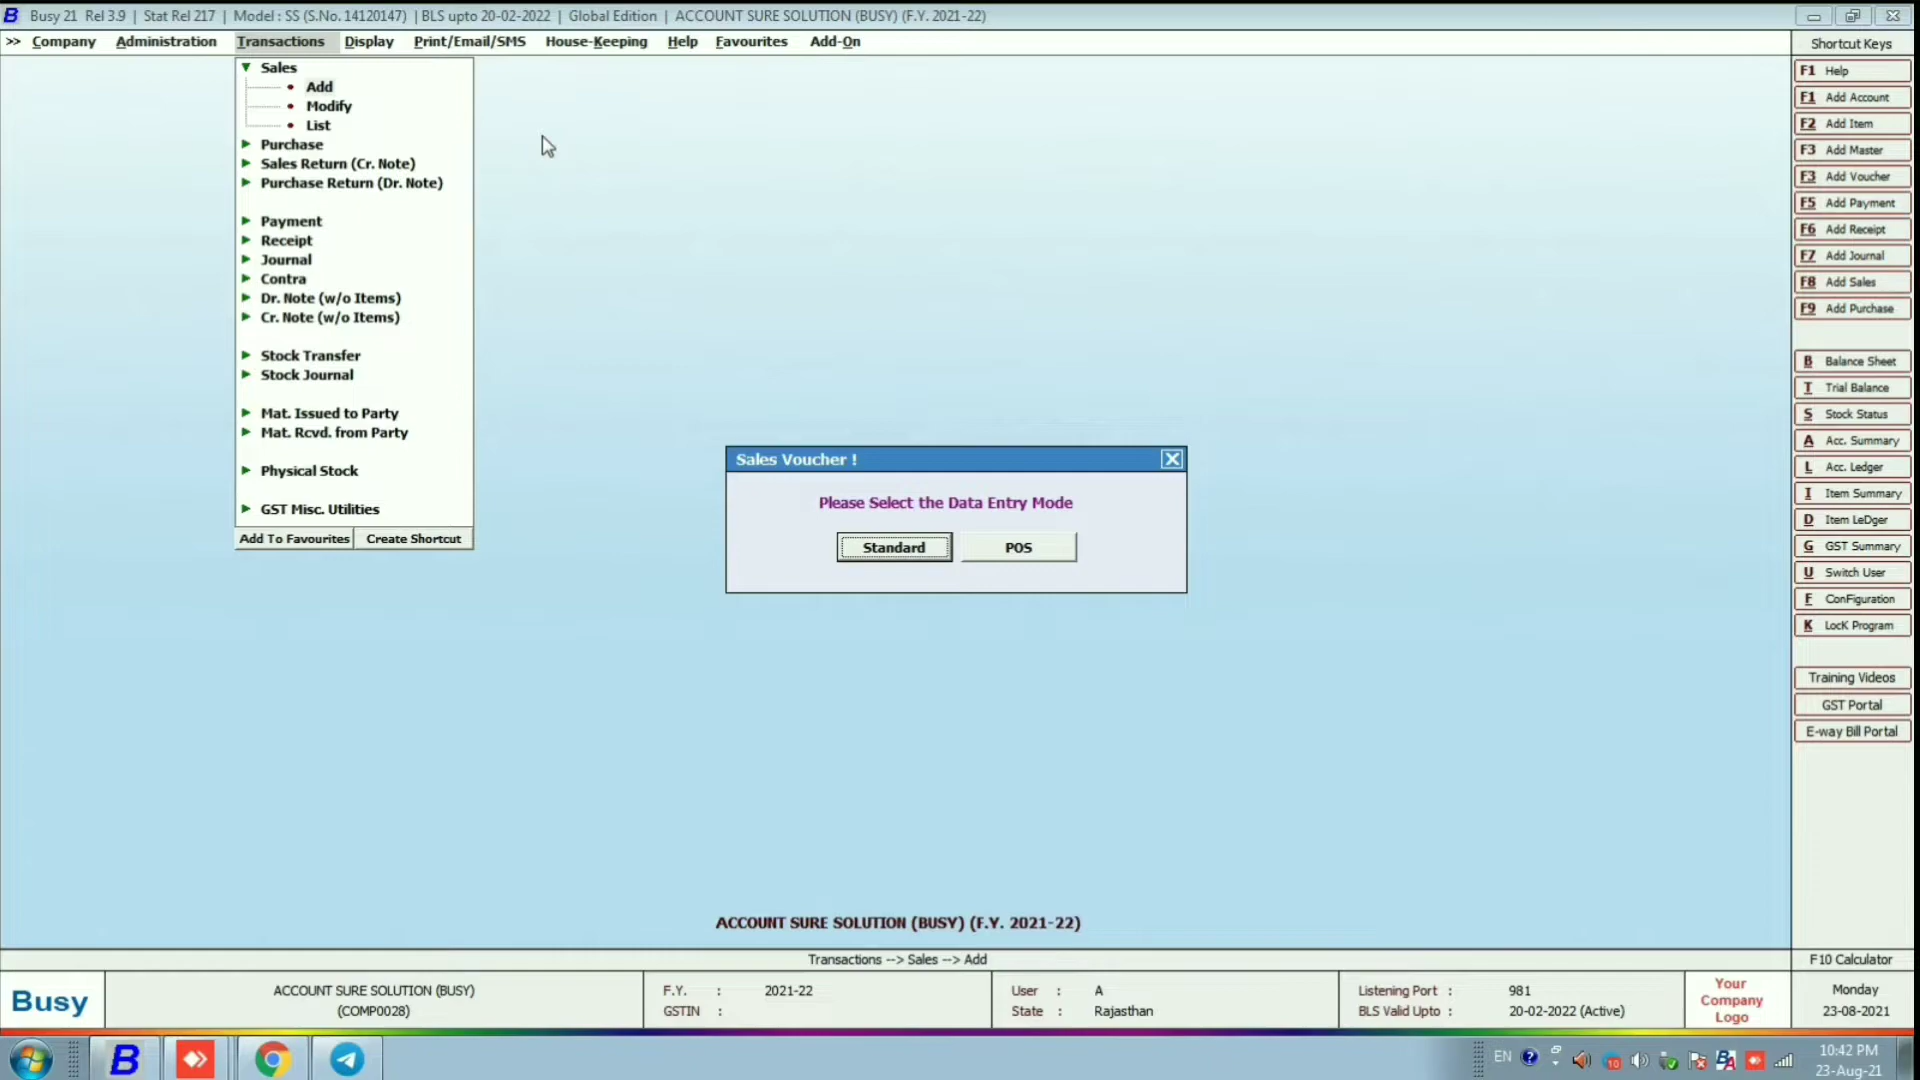 Busy 21 Rel 3.9 | Stat Rel 217 | Model : SS (S.No. 14120147) | BLS upto 20-02-2022 | Global Edition | ACCOUNT SURE SOLUTION (BUSY) (F.Y. 2021-22)
>> Company Administration Transactions Display Print/Email/SMS House-Keeping Help Favourites Add-On
Sales
Add
Modify
List
Purchase
Sales Return (Cr. Note)
Purchase Return (Dr. Note)
Payment
Receipt
Journal
Contra
Dr. Note (w/o Items)
Cr. Note (w/o Items)
Stock Transfer
Stock Journal
Mat. Issued to Party
Mat. Rcvd. from Party
Physical Stock
GST Misc. Utilities
Add To Favourites Create Shortcut
Sales Voucher !
Please Select the Data Entry Mode
Standard POS
Shortcut Keys
F1 Help
F1 Add Account
F2 Add Item
F3 Add Master
F3 Add Voucher
F5 Add Payment
F6 Add Receipt
F7 Add Journal
F8 Add Sales
F9 Add Purchase
B Balance Sheet
T Trial Balance
S Stock Status
A Acc. Summary
L Acc. Ledger
I Item Summary
D Item LeDger
G GST Summary
U Switch User
F ConFiguration
K LocK Program
Training Videos
GST Portal
E-way Bill Portal
ACCOUNT SURE SOLUTION (BUSY) (F.Y. 2021-22)
Transactions --> Sales --> Add
F10 Calculator
Busy
ACCOUNT SURE SOLUTION (BUSY)
(COMP0028)
F.Y. : 2021-22
GSTIN :
User : A
State : Rajasthan
Listening Port : 981
BLS Valid Upto : 20-02-2022 (Active)
Your
Company
Logo
Monday
23-08-2021
EN
10:42 PM
23-Aug-21